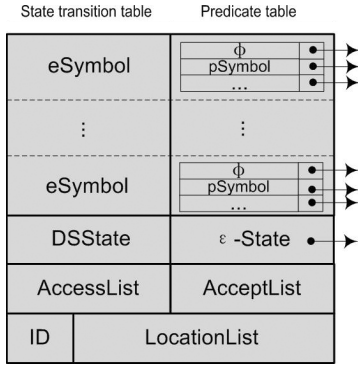 State transition table Predicate table
ϕ
eSymbol pSymbol
...
⋮ ⋮
ϕ
eSymbol pSymbol
...
DSState ε -State
AccessList AcceptList
ID LocationList